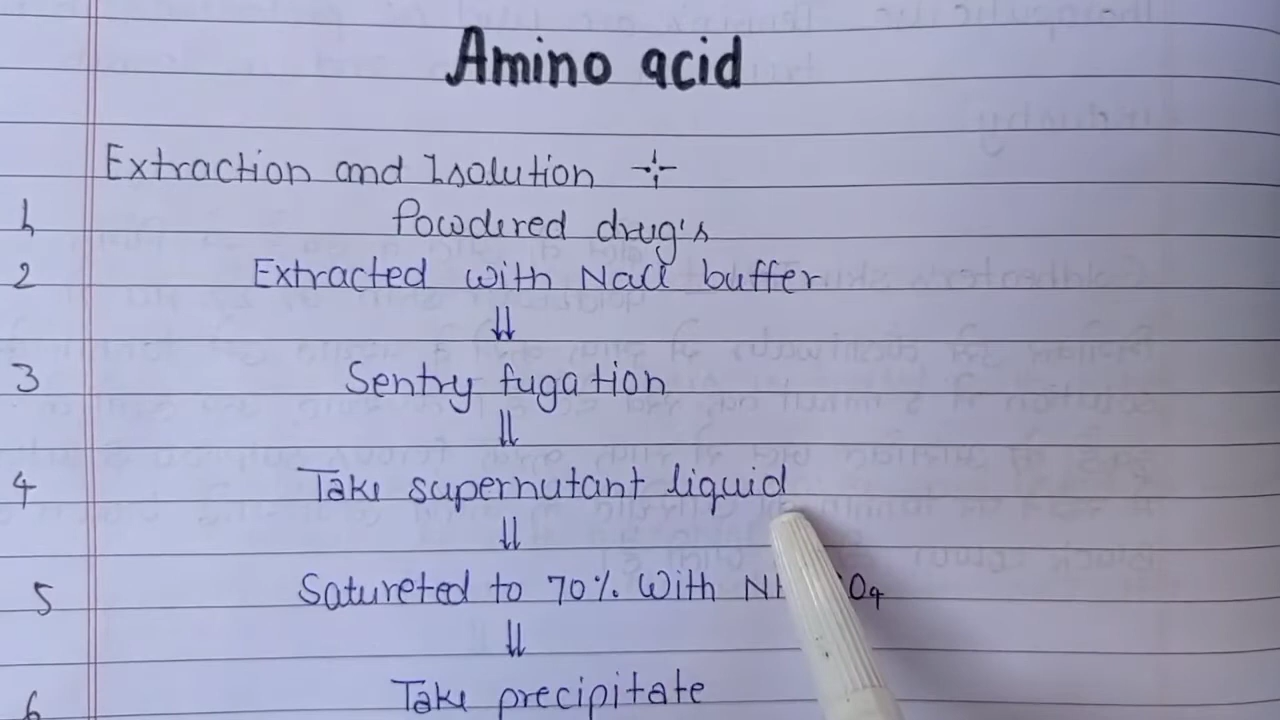 Amino acid
Extraction and Isolution ÷
1 Powdered drug's
2 Extracted with Nacl buffer
⇓
3 Sentry fugation
⇓
4 Take supernutant liquid
⇓
5 Satureted to 70%. With O4
⇓
6 Take precipitate